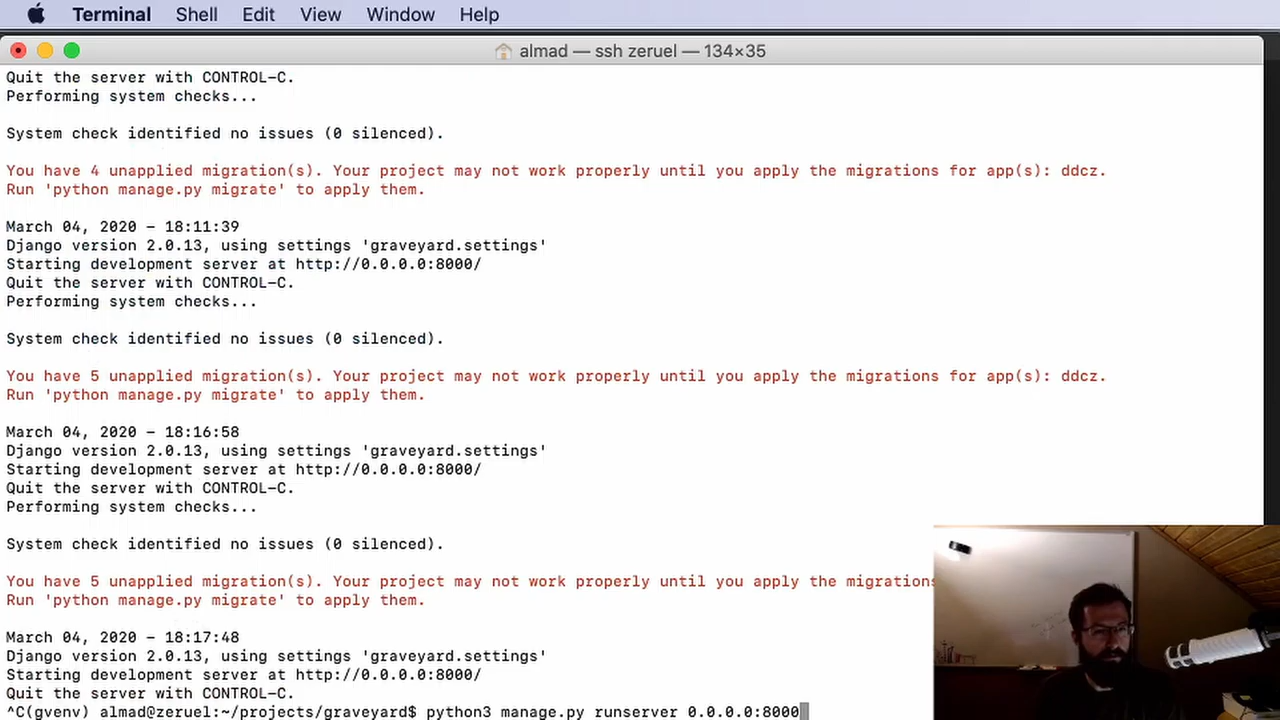 Terminal Shell Edit View Window Help
almad — ssh zeruel — 134×35
Quit the server with CONTROL-C.
Performing system checks...
System check identified no issues (0 silenced).
You have 4 unapplied migration(s). Your project may not work properly until you apply the migrations for app(s): ddcz.
Run 'python manage.py migrate' to apply them.
March 04, 2020 - 18:11:39
Django version 2.0.13, using settings 'graveyard.settings'
Starting development server at http://0.0.0.0:8000/
Quit the server with CONTROL-C.
Performing system checks...
System check identified no issues (0 silenced).
You have 5 unapplied migration(s). Your project may not work properly until you apply the migrations for app(s): ddcz.
Run 'python manage.py migrate' to apply them.
March 04, 2020 - 18:16:58
Django version 2.0.13, using settings 'graveyard.settings'
Starting development server at http://0.0.0.0:8000/
Quit the server with CONTROL-C.
Performing system checks...
System check identified no issues (0 silenced).
You have 5 unapplied migration(s). Your project may not work properly until you apply the migrations
Run 'python manage.py migrate' to apply them.
March 04, 2020 - 18:17:48
Django version 2.0.13, using settings 'graveyard.settings'
Starting development server at http://0.0.0.0:8000/
Quit the server with CONTROL-C.
^C(gvenv) almad@zeruel:~/projects/graveyard$ python3 manage.py runserver 0.0.0.0:8000